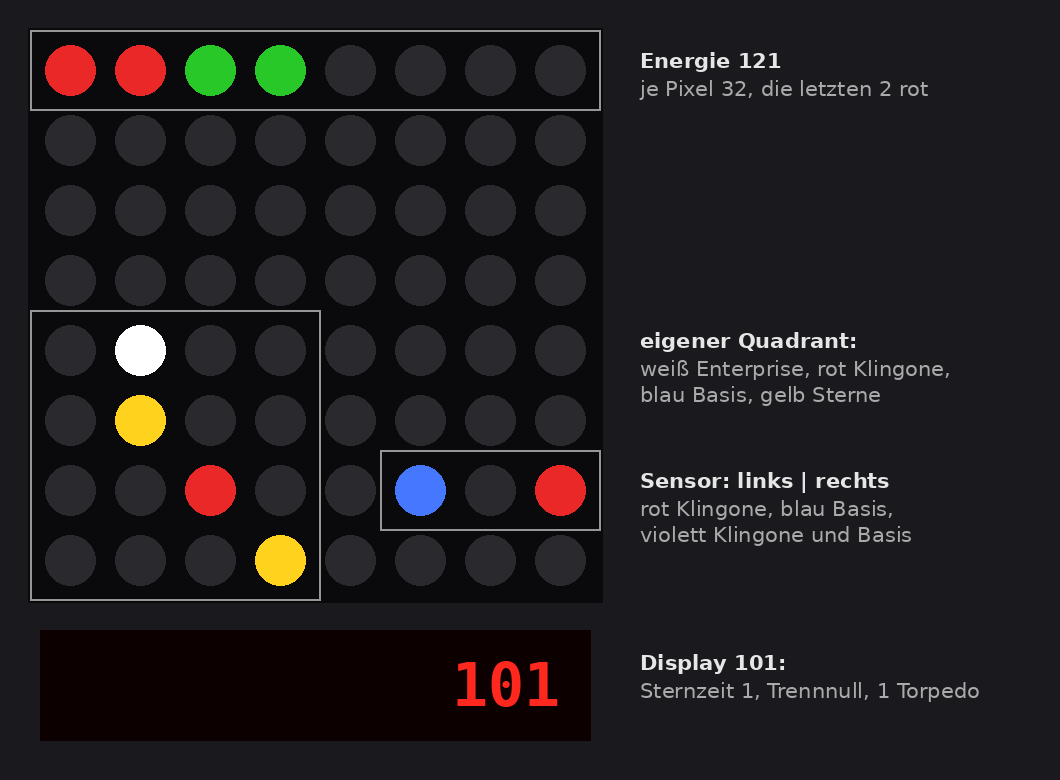 Energie 121
je Pixel 32, die letzten 2 rot
eigener Quadrant:
weiß Enterprise, rot Klingone,
blau Basis, gelb Sterne
Sensor: links | rechts
rot Klingone, blau Basis,
violett Klingone und Basis
101
Display 101:
Sternzeit 1, Trennnull, 1 Torpedo